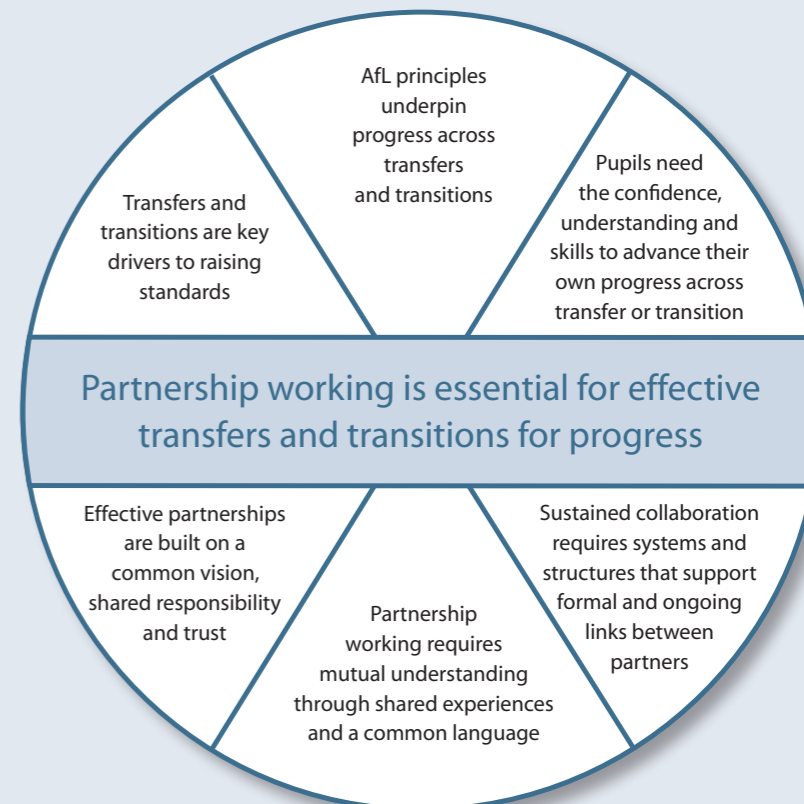 Transfers and
transitions are key
drivers to raising
standards
AfL principles
underpin
progress across
transfers
and transitions
Pupils need
the confidence,
understanding and
skills to advance their
own progress across
transfer or transition
Partnership working is essential for effective
transfers and transitions for progress
Effective partnerships
are built on a
common vision,
shared responsibility
and trust
Partnership
working requires
mutual understanding
through shared experiences
and a common language
Sustained collaboration
requires systems and
structures that support
formal and ongoing
links between
partners